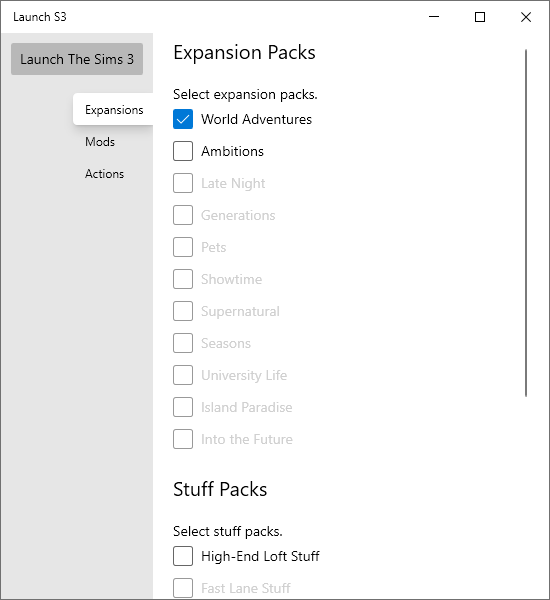 Launch S3
Launch The Sims 3
Expansions
Mods
Actions
Expansion Packs
Select expansion packs.
World Adventures
Ambitions
Late Night
Generations
Pets
Showtime
Supernatural
Seasons
University Life
Island Paradise
Into the Future
Stuff Packs
Select stuff packs.
High-End Loft Stuff
Fast Lane Stuff